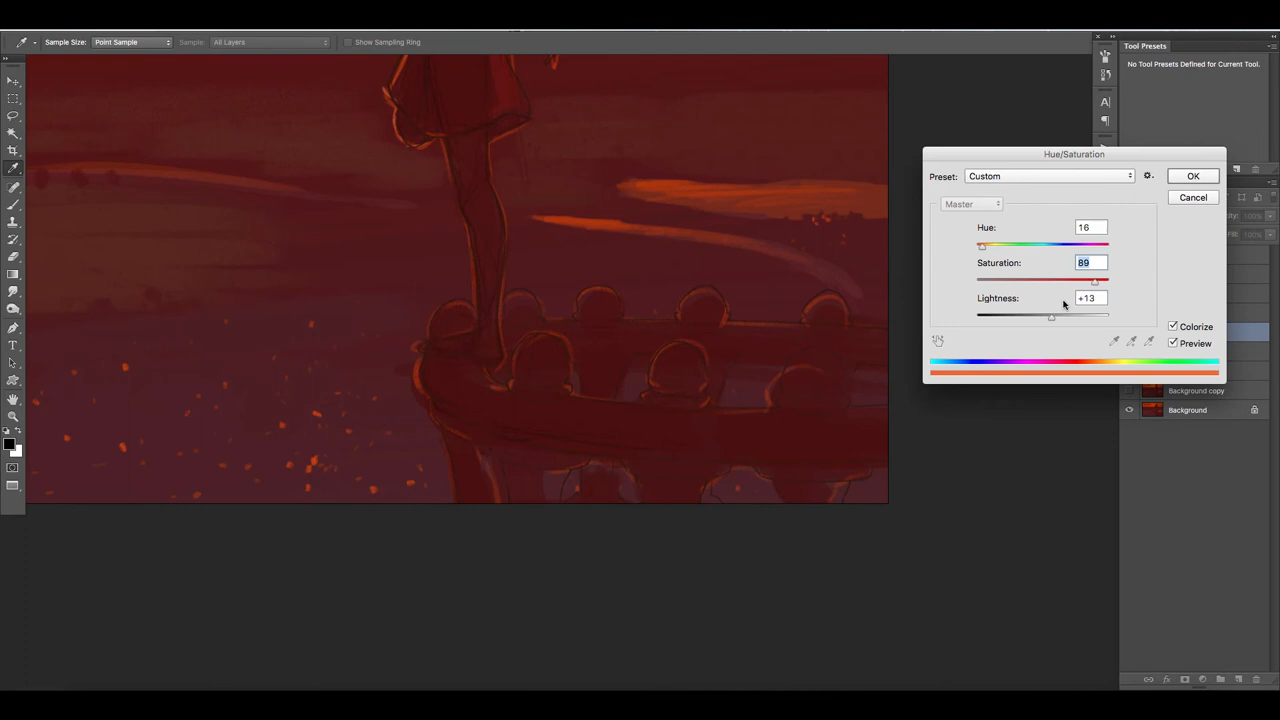 Sample Size: Point Sample Sample: All Layers Show Sampling Ring
Tool Presets
No Tool Presets Defined for Current Tool.
Hue/Saturation
Preset: Custom OK
Cancel
Master
Hue: 16
Saturation: 89
Lightness: +13
Colorize
Preview
Background copy
Background